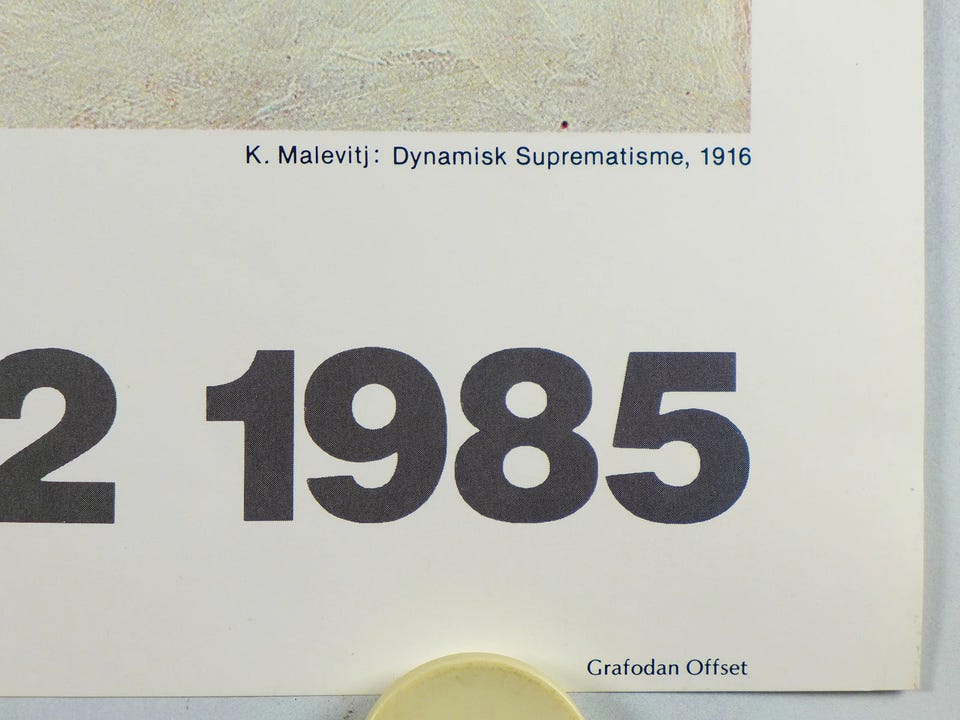 K. Malevitj: Dynamisk Suprematisme, 1916
2 1985
Grafodan Offset